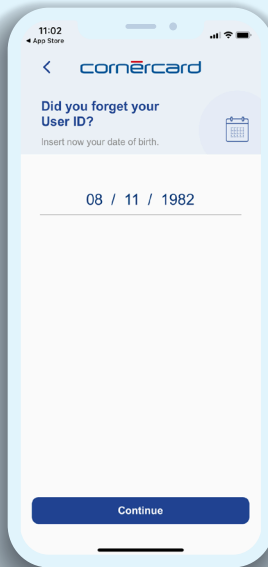 11:02
◀ App Store
cornèrcard
Did you forget your
User ID?
Insert now your date of birth.
08 / 11 / 1982
Continue